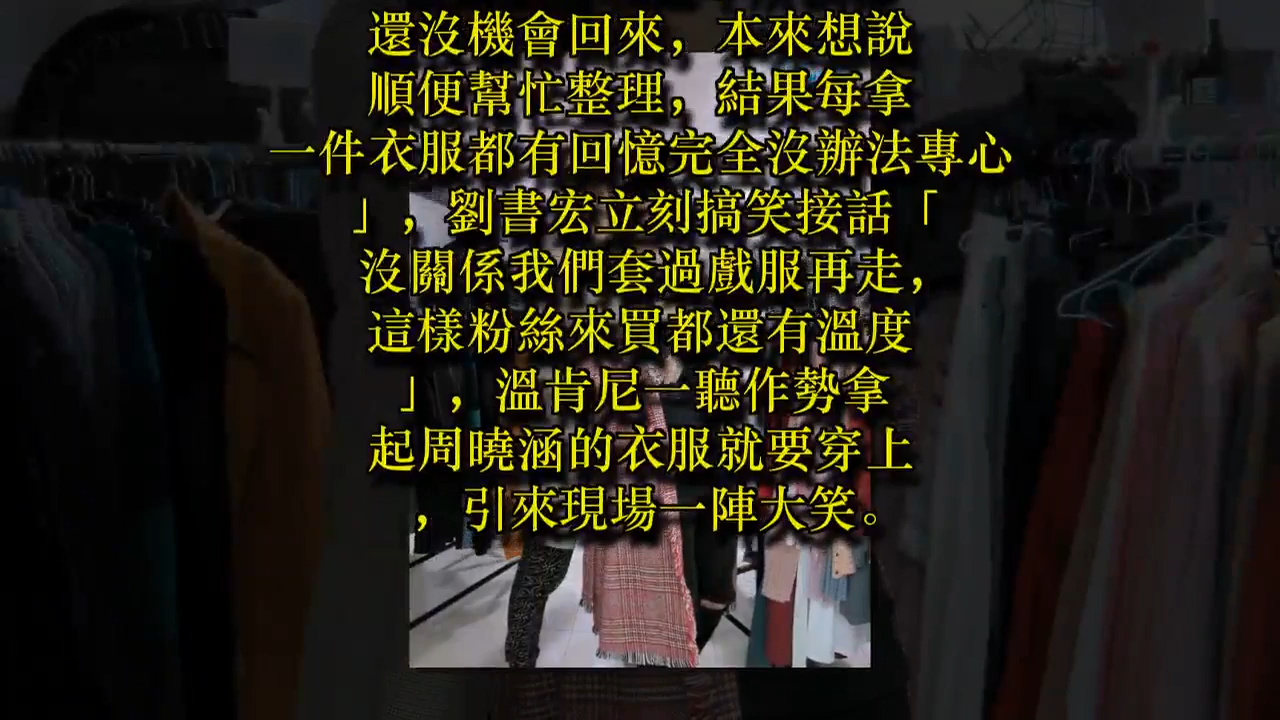 還沒機會回來，本來想說
順便幫忙整理，結果每拿
一件衣服都有回憶完全沒辦法專心
」，劉書宏立刻搞笑接話「
沒關係我們套過戲服再走，
這樣粉絲來買都還有溫度
」，溫肯尼一聽作勢拿
起周曉涵的衣服就要穿上
，引來現場一陣大笑。